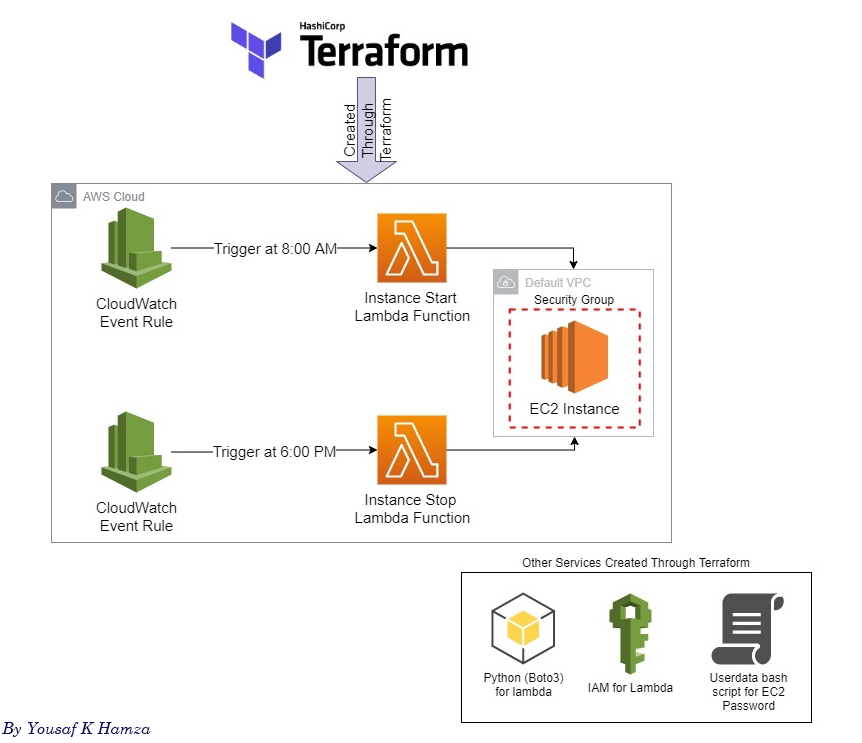 HashiCorp
Terraform
Created
Through
Terraform
AWS Cloud
Trigger at 8:00 AM
CloudWatch
Event Rule
Instance Start
Lambda Function
Default VPC
Security Group
EC2 Instance
Trigger at 6:00 PM
CloudWatch
Event Rule
Instance Stop
Lambda Function
Other Services Created Through Terraform
Python (Boto3)
for lambda
IAM for Lambda
Userdata bash
script for EC2
Password
By Yousaf K Hamza